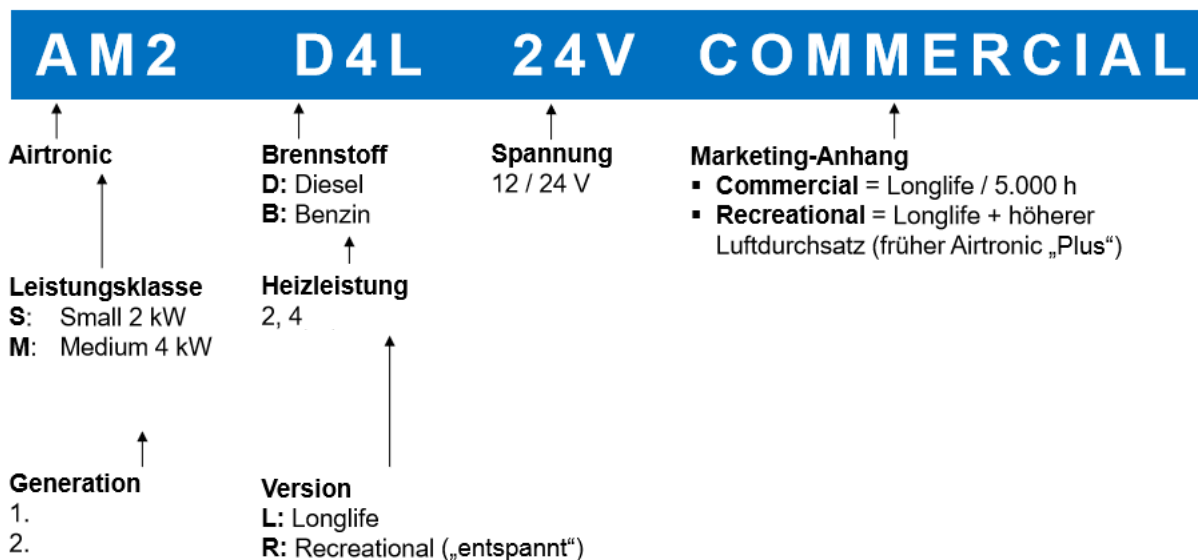 AM2 D4L 24V COMMERCIAL
Airtronic
Brennstoff
D: Diesel
B: Benzin
Spannung
12 / 24 V
Marketing-Anhang
▪ Commercial = Longlife / 5.000 h
▪ Recreational = Longlife + höherer
Luftdurchsatz (früher Airtronic „Plus“)
Leistungsklasse
S: Small 2 kW
M: Medium 4 kW
Heizleistung
2, 4
Generation
1.
2.
Version
L: Longlife
R: Recreational („entspannt“)